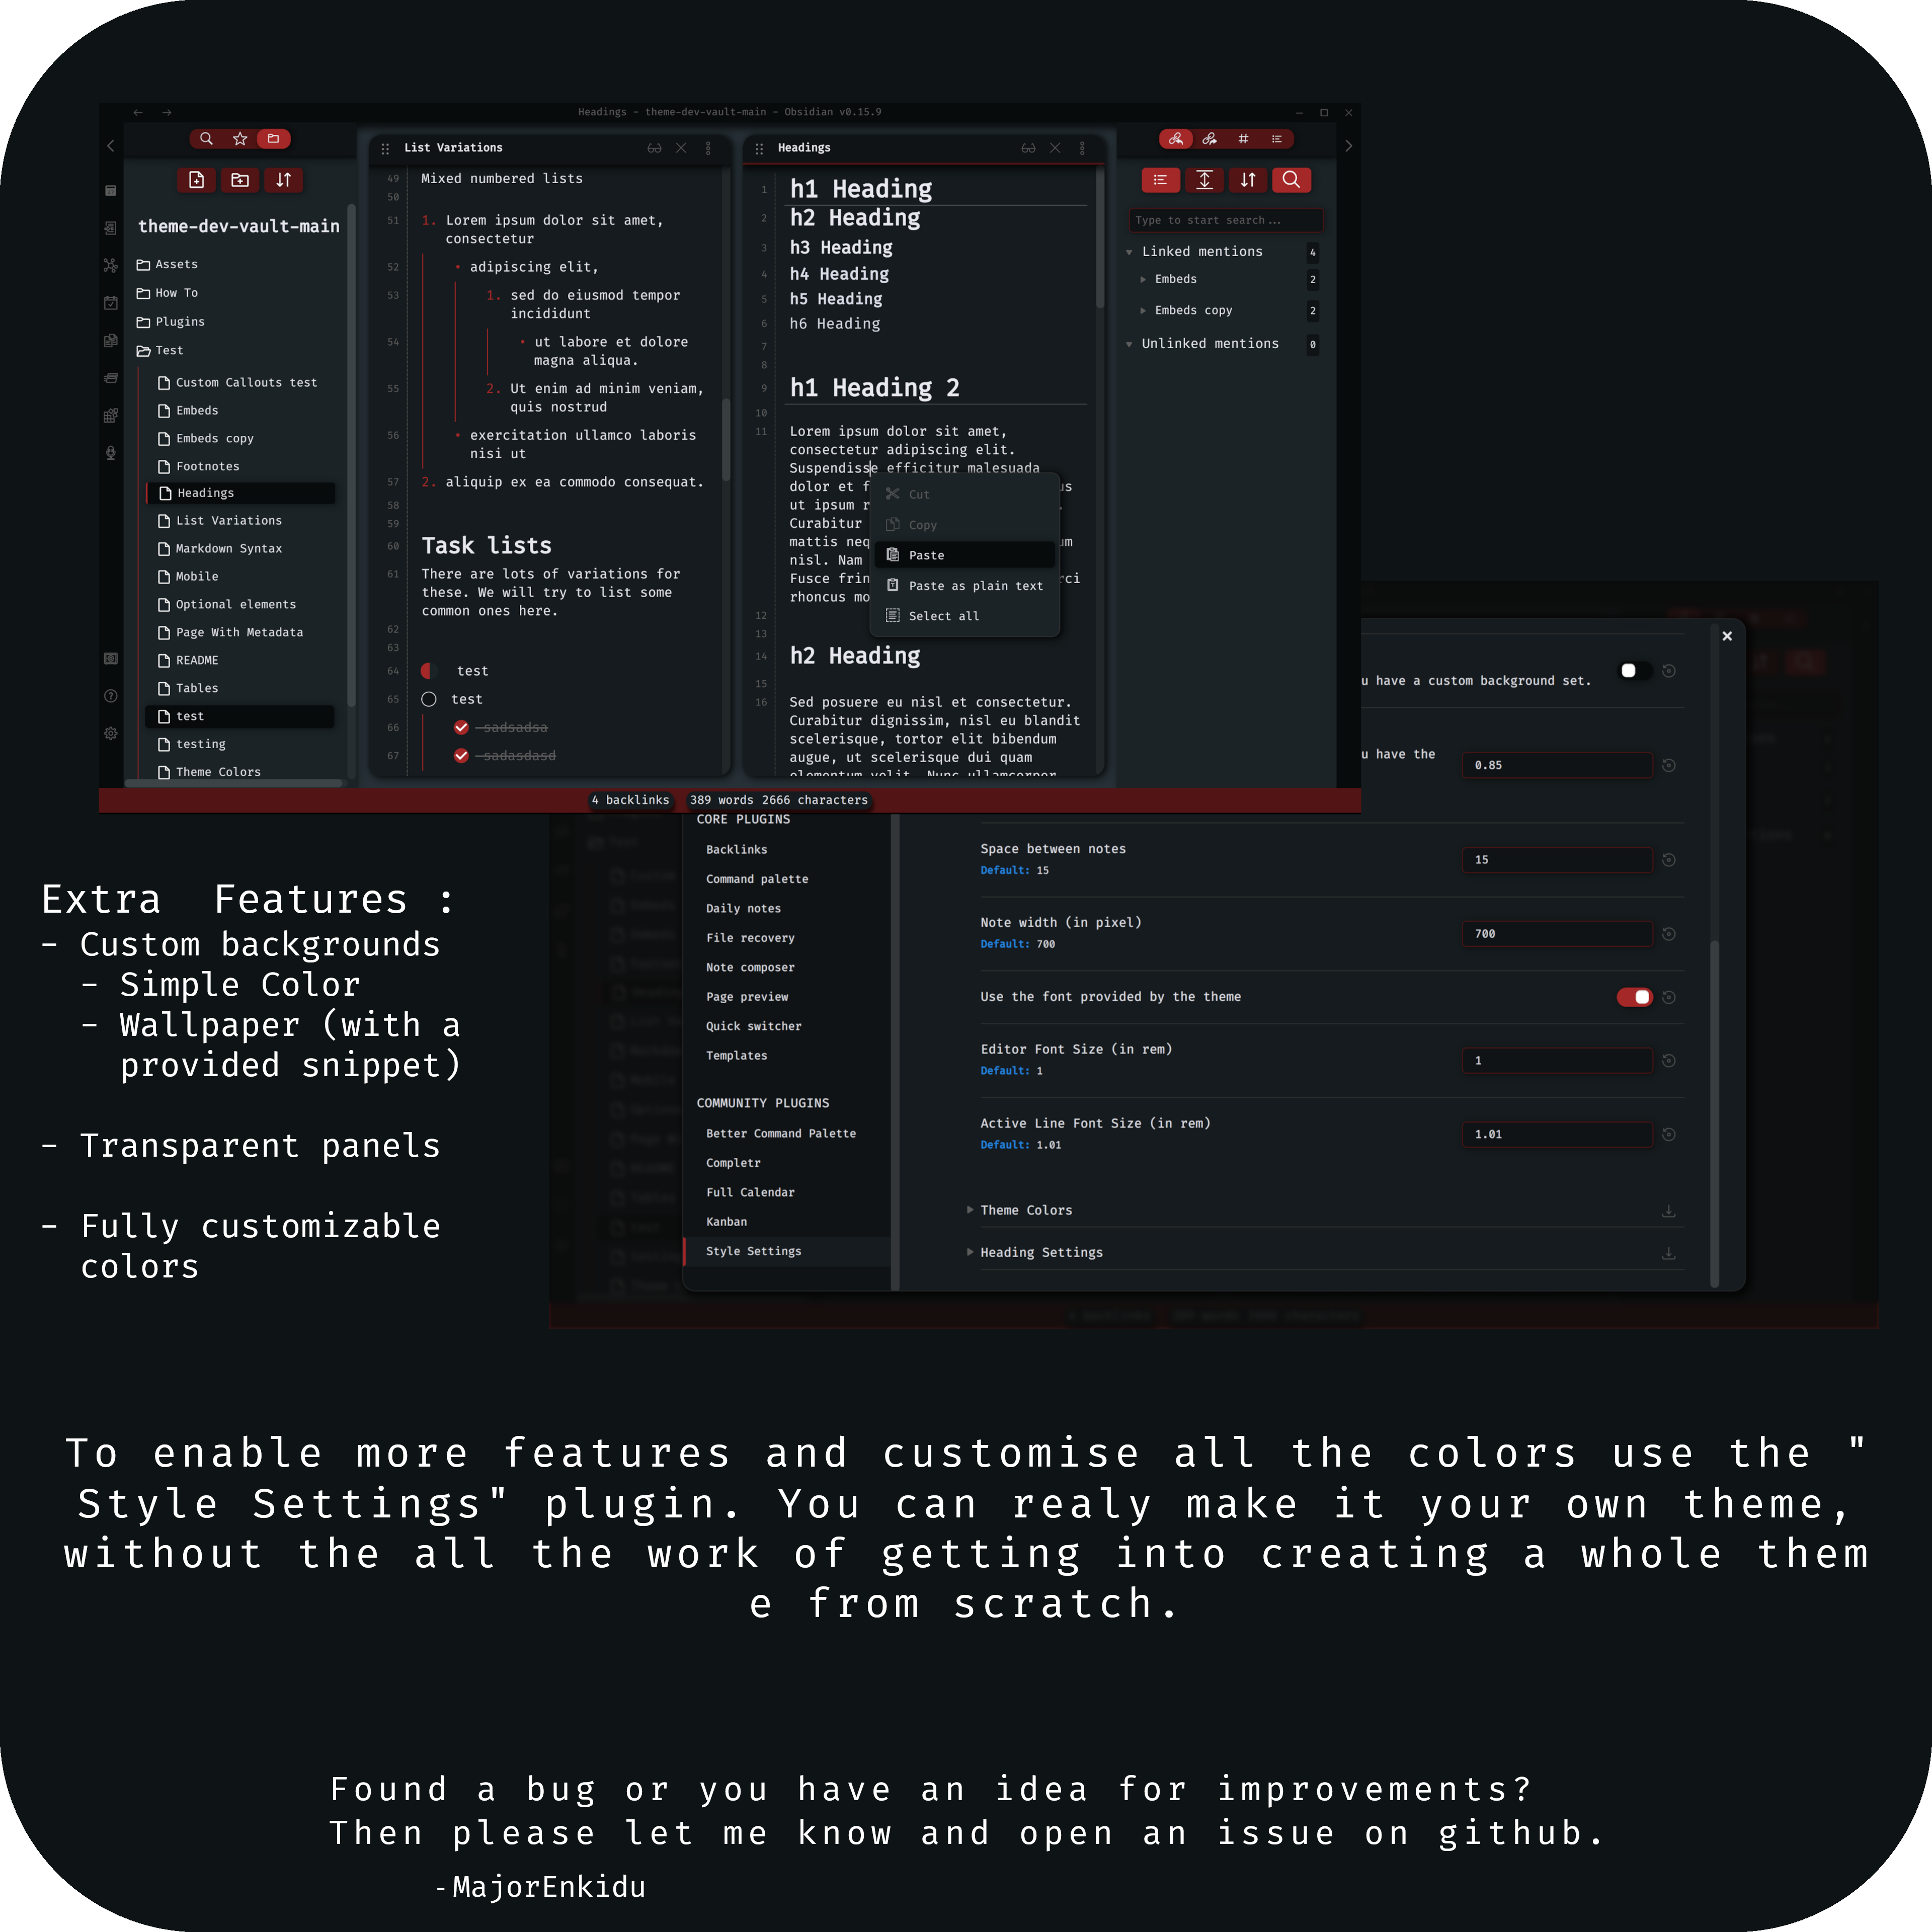 Headings - theme-dev-vault-main - Obsidian v0.15.9
theme-dev-vault-main
Assets
How To
Plugins
Test
Custom Callouts test
Embeds
Embeds copy
Footnotes
Headings
List Variations
Markdown Syntax
Mobile
Optional elements
Page With Metadata
README
Tables
test
testing
Theme Colors
List Variations
49 Mixed numbered lists
50
51 1. Lorem ipsum dolor sit amet,
consectetur
52 • adipiscing elit,
53 1. sed do eiusmod tempor
incididunt
54 • ut labore et dolore
magna aliqua.
55 2. Ut enim ad minim veniam,
quis nostrud
56 • exercitation ullamco laboris
nisi ut
57 2. aliquip ex ea commodo consequat.
58
59
60 Task lists
61 There are lots of variations for
these. We will try to list some
common ones here.
62
63
64 test
65 test
66 sadsadsa
67 sadasdasd
Headings
1 h1 Heading
2 h2 Heading
3 h3 Heading
4 h4 Heading
5 h5 Heading
6 h6 Heading
7
8
9 h1 Heading 2
10
11 Lorem ipsum dolor sit amet,
consectetur adipiscing elit.
Suspendisse efficitur malesuada
dolor et f us
ut ipsum r .
Curabitur
mattis neq um
nisl. Nam
Fusce frin rci
rhoncus mo
12
13
14 h2 Heading
15
16 Sed posuere eu nisl et consectetur.
Curabitur dignissim, nisl eu blandit
scelerisque, tortor elit bibendum
augue, ut scelerisque dui quam
elementum velit. Nunc ullamcorper
Cut
Copy
Paste
Paste as plain text
Select all
Type to start search...
Linked mentions 4
Embeds 2
Embeds copy 2
Unlinked mentions 0
4 backlinks 389 words 2666 characters
CORE PLUGINS
Backlinks
Command palette
Daily notes
File recovery
Note composer
Page preview
Quick switcher
Templates
COMMUNITY PLUGINS
Better Command Palette
Completr
Full Calendar
Kanban
Style Settings
u have a custom background set.
u have the
0.85
Space between notes
Default: 15
15
Note width (in pixel)
Default: 700
700
Use the font provided by the theme
Editor Font Size (in rem)
Default: 1
1
Active Line Font Size (in rem)
Default: 1.01
1.01
Theme Colors
Heading Settings
Extra Features :
- Custom backgrounds
- Simple Color
- Wallpaper (with a
provided snippet)
- Transparent panels
- Fully customizable
colors
To enable more features and customise all the colors use the "
Style Settings" plugin. You can realy make it your own theme,
without the all the work of getting into creating a whole them
e from scratch.
Found a bug or you have an idea for improvements?
Then please let me know and open an issue on github.
-MajorEnkidu